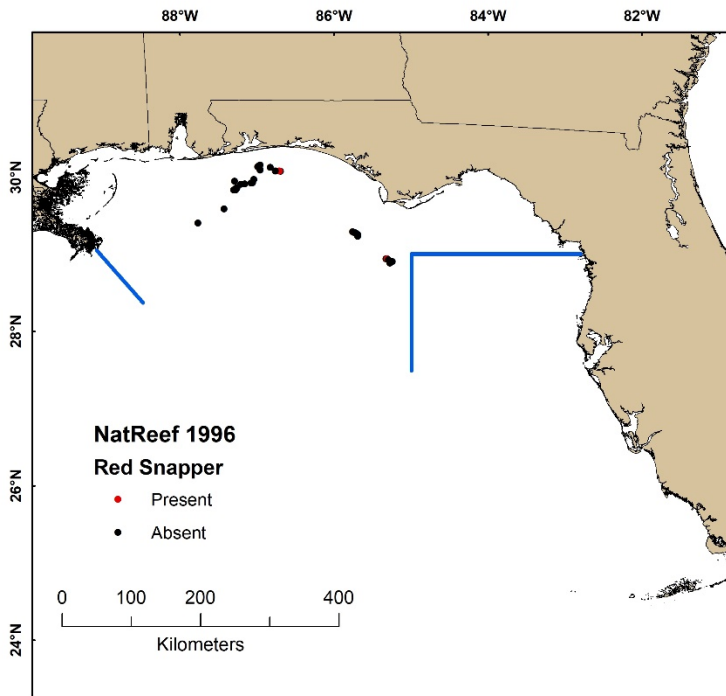 88°W 86°W 84°W 82°W
30°N
28°N
26°N
24°N
NatReef 1996
Red Snapper
Present
Absent
0 100 200 400
Kilometers